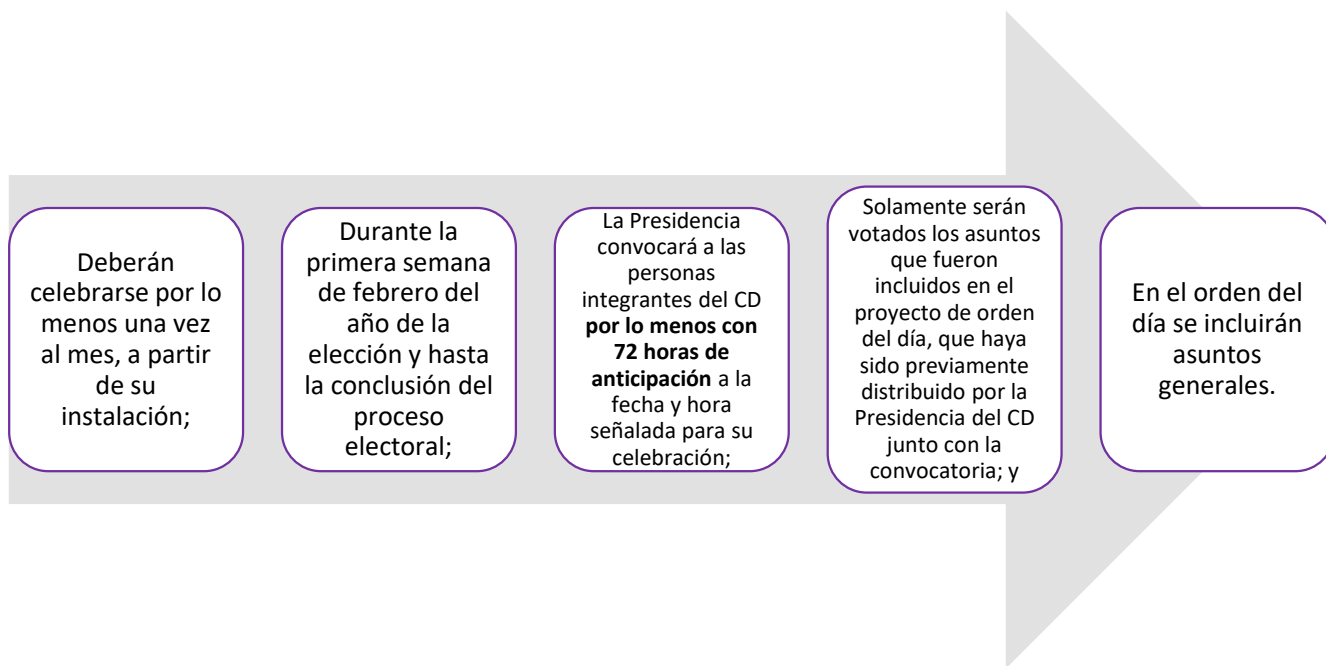 Deberán
celebrarse por lo
menos una vez
al mes, a partir
de su
instalación;
Durante la
primera semana
de febrero del
año de la
elección y hasta
la conclusión del
proceso
electoral;
La Presidencia
convocará a las
personas
integrantes del CD
por lo menos con
72 horas de
anticipación a la
fecha y hora
señalada para su
celebración;
Solamente serán
votados los asuntos
que fueron
incluidos en el
proyecto de orden
del día, que haya
sido previamente
distribuido por la
Presidencia del CD
junto con la
convocatoria; y
En el orden del
día se incluirán
asuntos
generales.